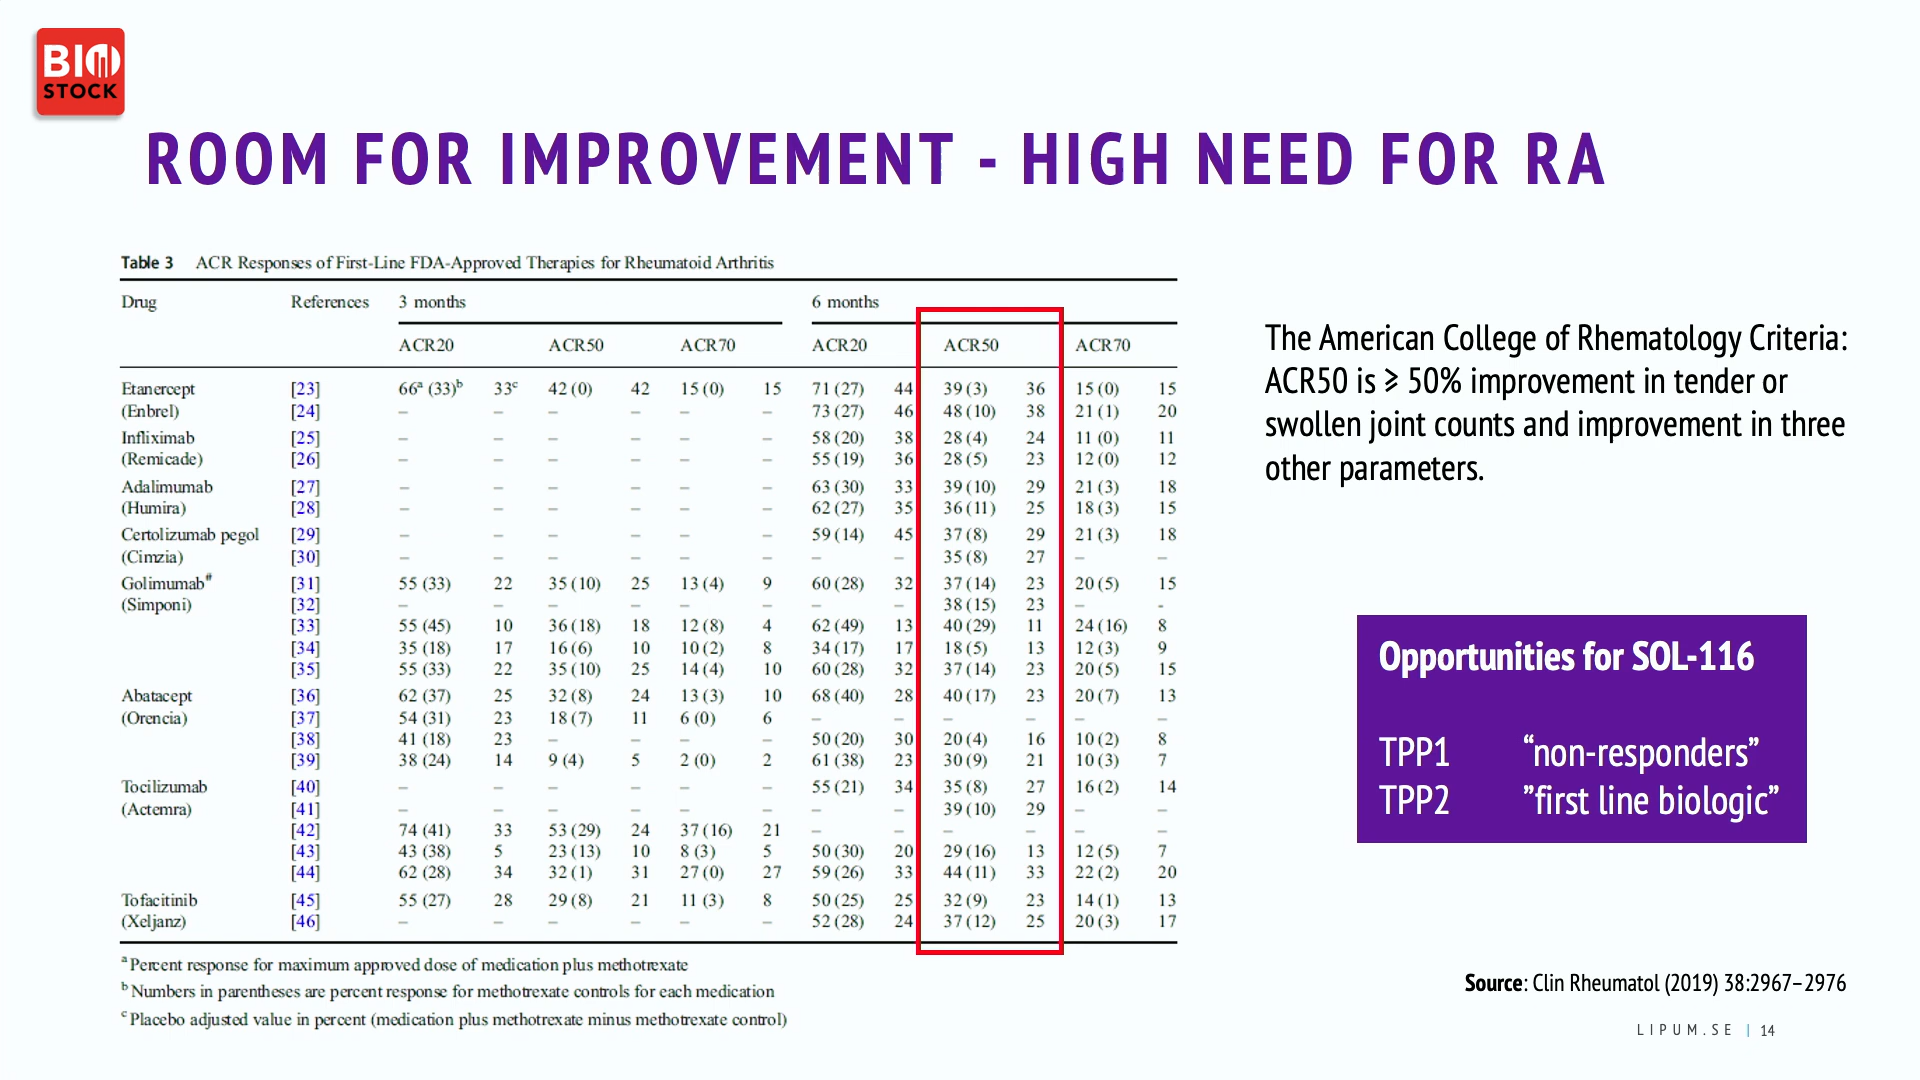 BIO
STOCK
ROOM FOR IMPROVEMENT - HIGH NEED FOR RA
Table 3 ACR Responses of First-Line FDA-Approved Therapies for Rheumatoid Arthritis
Drug References 3 months 6 months
ACR20 ACR50 ACR70 ACR20 ACR50 ACR70
Etanercept [23] 66ª (33)ᵇ 33ᶜ 42 (0) 42 15 (0) 15 71 (27) 44 39 (3) 36 15 (0) 15
(Enbrel) [24] – – – – – – 73 (27) 46 48 (10) 38 21 (1) 20
Infliximab [25] – – – – – – 58 (20) 38 28 (4) 24 11 (0) 11
(Remicade) [26] – – – – – – 55 (19) 36 28 (5) 23 12 (0) 12
Adalimumab [27] – – – – – – 63 (30) 33 39 (10) 29 21 (3) 18
(Humira) [28] – – – – – – 62 (27) 35 36 (11) 25 18 (3) 15
Certolizumab pegol [29] – – – – – – 59 (14) 45 37 (8) 29 21 (3) 18
(Cimzia) [30] – – – – – – – – 35 (8) 27 – –
Golimumab# [31] 55 (33) 22 35 (10) 25 13 (4) 9 60 (28) 32 37 (14) 23 20 (5) 15
(Simponi) [32] – – – – – – – – 38 (15) 23 – -
[33] 55 (45) 10 36 (18) 18 12 (8) 4 62 (49) 13 40 (29) 11 24 (16) 8
[34] 35 (18) 17 16 (6) 10 10 (2) 8 34 (17) 17 18 (5) 13 12 (3) 9
[35] 55 (33) 22 35 (10) 25 14 (4) 10 60 (28) 32 37 (14) 23 20 (5) 15
Abatacept [36] 62 (37) 25 32 (8) 24 13 (3) 10 68 (40) 28 40 (17) 23 20 (7) 13
(Orencia) [37] 54 (31) 23 18 (7) 11 6 (0) 6 – – – – – –
[38] 41 (18) 23 – – – – 50 (20) 30 20 (4) 16 10 (2) 8
[39] 38 (24) 14 9 (4) 5 2 (0) 2 61 (38) 23 30 (9) 21 10 (3) 7
Tocilizumab [40] – – – – – – 55 (21) 34 35 (8) 27 16 (2) 14
(Actemra) [41] – – – – – – – – 39 (10) 29 – –
[42] 74 (41) 33 53 (29) 24 37 (16) 21 – – – – – –
[43] 43 (38) 5 23 (13) 10 8 (3) 5 50 (30) 20 29 (16) 13 12 (5) 7
[44] 62 (28) 34 32 (1) 31 27 (0) 27 59 (26) 33 44 (11) 33 22 (2) 20
Tofacitinib [45] 55 (27) 28 29 (8) 21 11 (3) 8 50 (25) 25 32 (9) 23 14 (1) 13
(Xeljanz) [46] – – – – – – 52 (28) 24 37 (12) 25 20 (3) 17
ª Percent response for maximum approved dose of medication plus methotrexate
ᵇ Numbers in parentheses are percent response for methotrexate controls for each medication
ᶜ Placebo adjusted value in percent (medication plus methotrexate minus methotrexate control)
The American College of Rhematology Criteria:
ACR50 is ≥ 50% improvement in tender or
swollen joint counts and improvement in three
other parameters.
Opportunities for SOL-116
TPP1 “non-responders”
TPP2 ”first line biologic”
Source: Clin Rheumatol (2019) 38:2967–2976
LIPUM.SE | 14